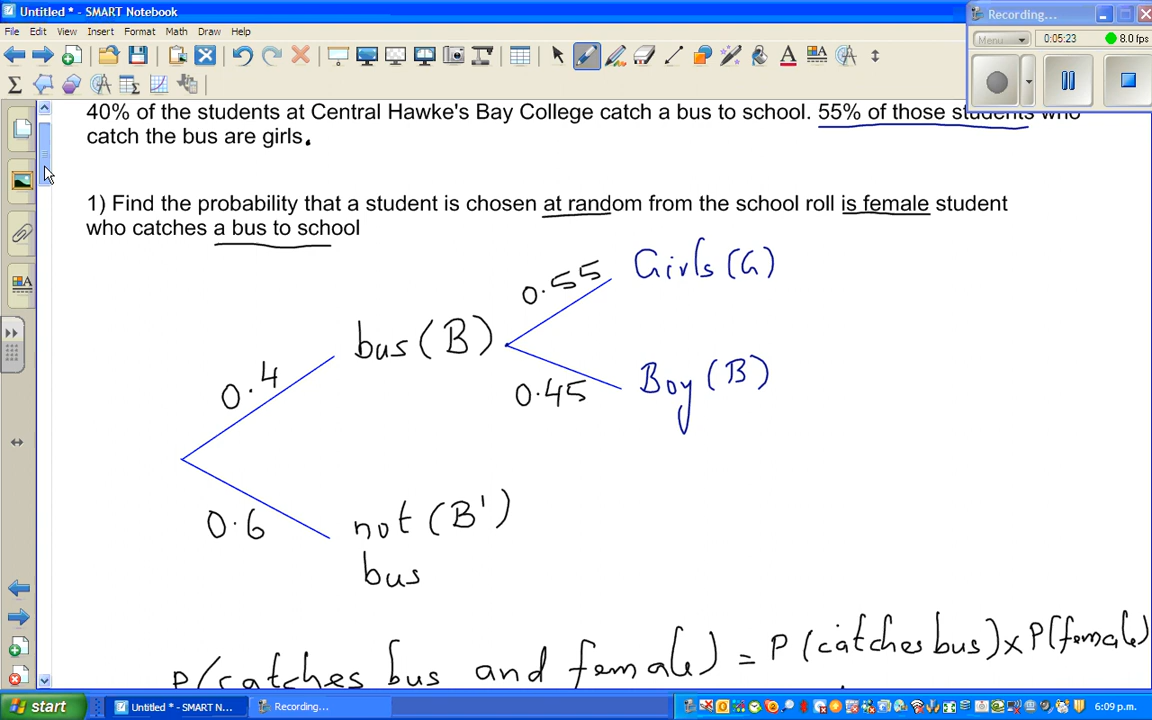 Untitled * - SMART Notebook
Recording...
File Edit View Insert Format Math Draw Help
Menu
0:05:23
8.0 fps
40% of the students at Central Hawke's Bay College catch a bus to school. 55% of those students who
catch the bus are girls.
1) Find the probability that a student is chosen at random from the school roll is female student
who catches a bus to school
0.55
Girls (G)
bus (B)
0.4
0.45
Boy (B)
0.6
not (B')
bus
P(catches bus and female) = P(catches bus) x P(female)
start
Untitled * - SMART N...
Recording...
6:09 p.m.